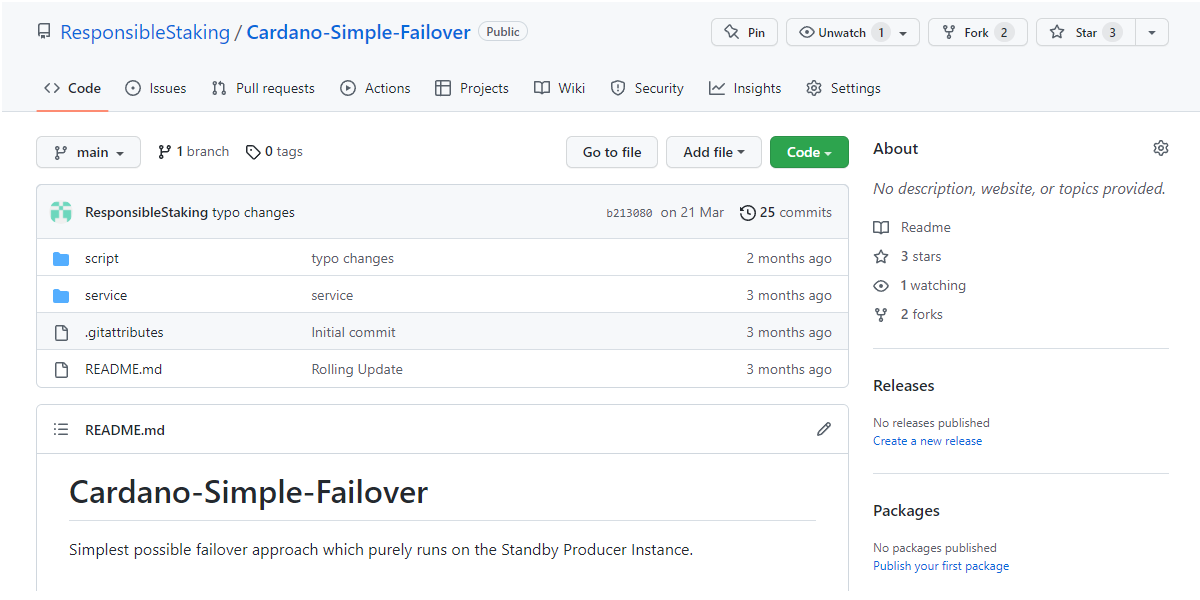 ResponsibleStaking / Cardano-Simple-Failover Public Pin Unwatch 1 Fork 2 Star 3
Code Issues Pull requests Actions Projects Wiki Security Insights Settings
main 1 branch 0 tags Go to file Add file Code
ResponsibleStaking typo changes b213080 on 21 Mar 25 commits
script typo changes 2 months ago
service service 3 months ago
.gitattributes Initial commit 3 months ago
README.md Rolling Update 3 months ago
README.md
Cardano-Simple-Failover
Simplest possible failover approach which purely runs on the Standby Producer Instance.
About
No description, website, or topics provided.
Readme
3 stars
1 watching
2 forks
Releases
No releases published
Create a new release
Packages
No packages published
Publish your first package